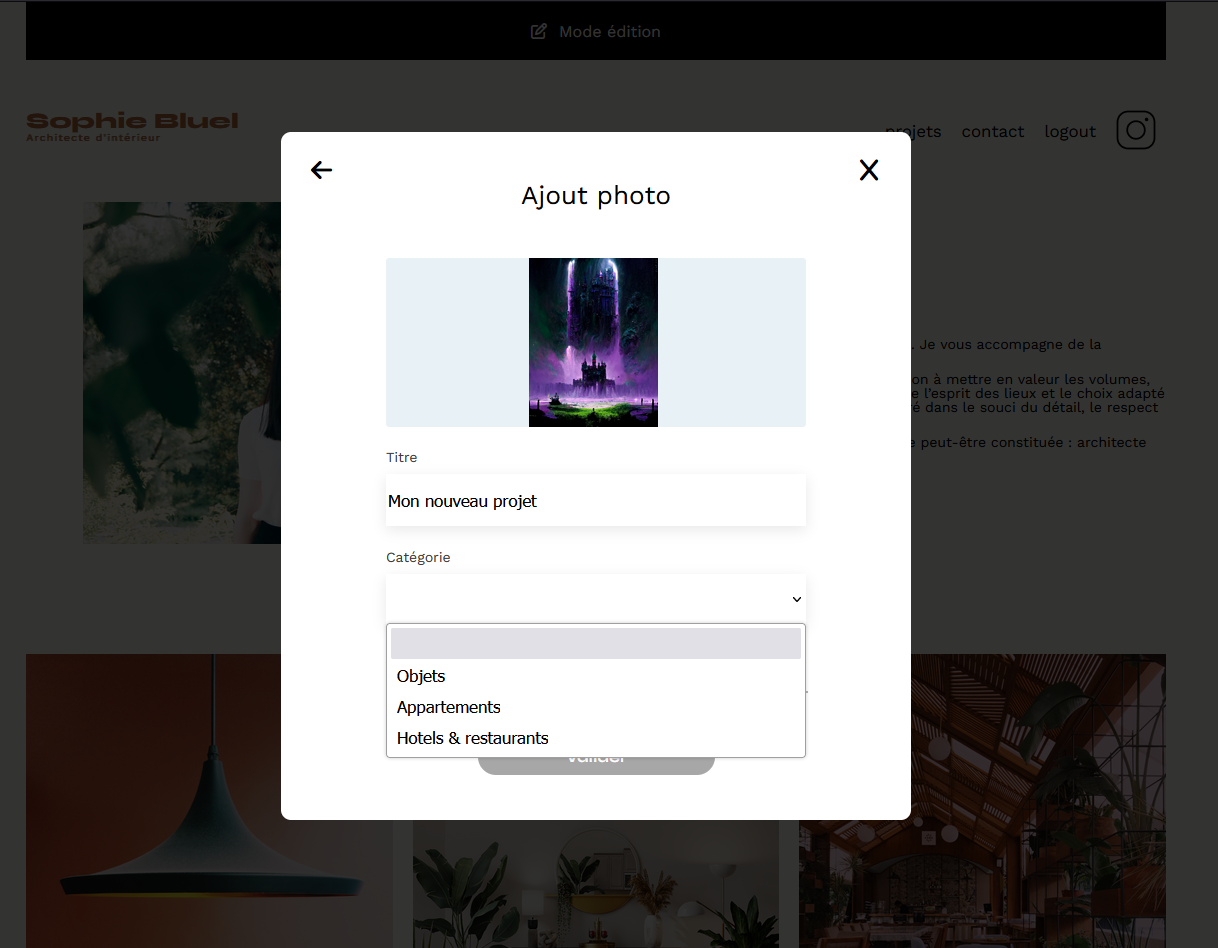 Mode édition
Sophie Bluel
Architecte d'intérieur
projets contact logout
Ajout photo
. Je vous accompagne de la
on à mettre en valeur les volumes,
e l'esprit des lieux et le choix adapté
é dans le souci du détail, le respect
e peut-être constituée : architecte
Titre
Mon nouveau projet
Catégorie
Objets
Appartements
Hotels & restaurants
Valider